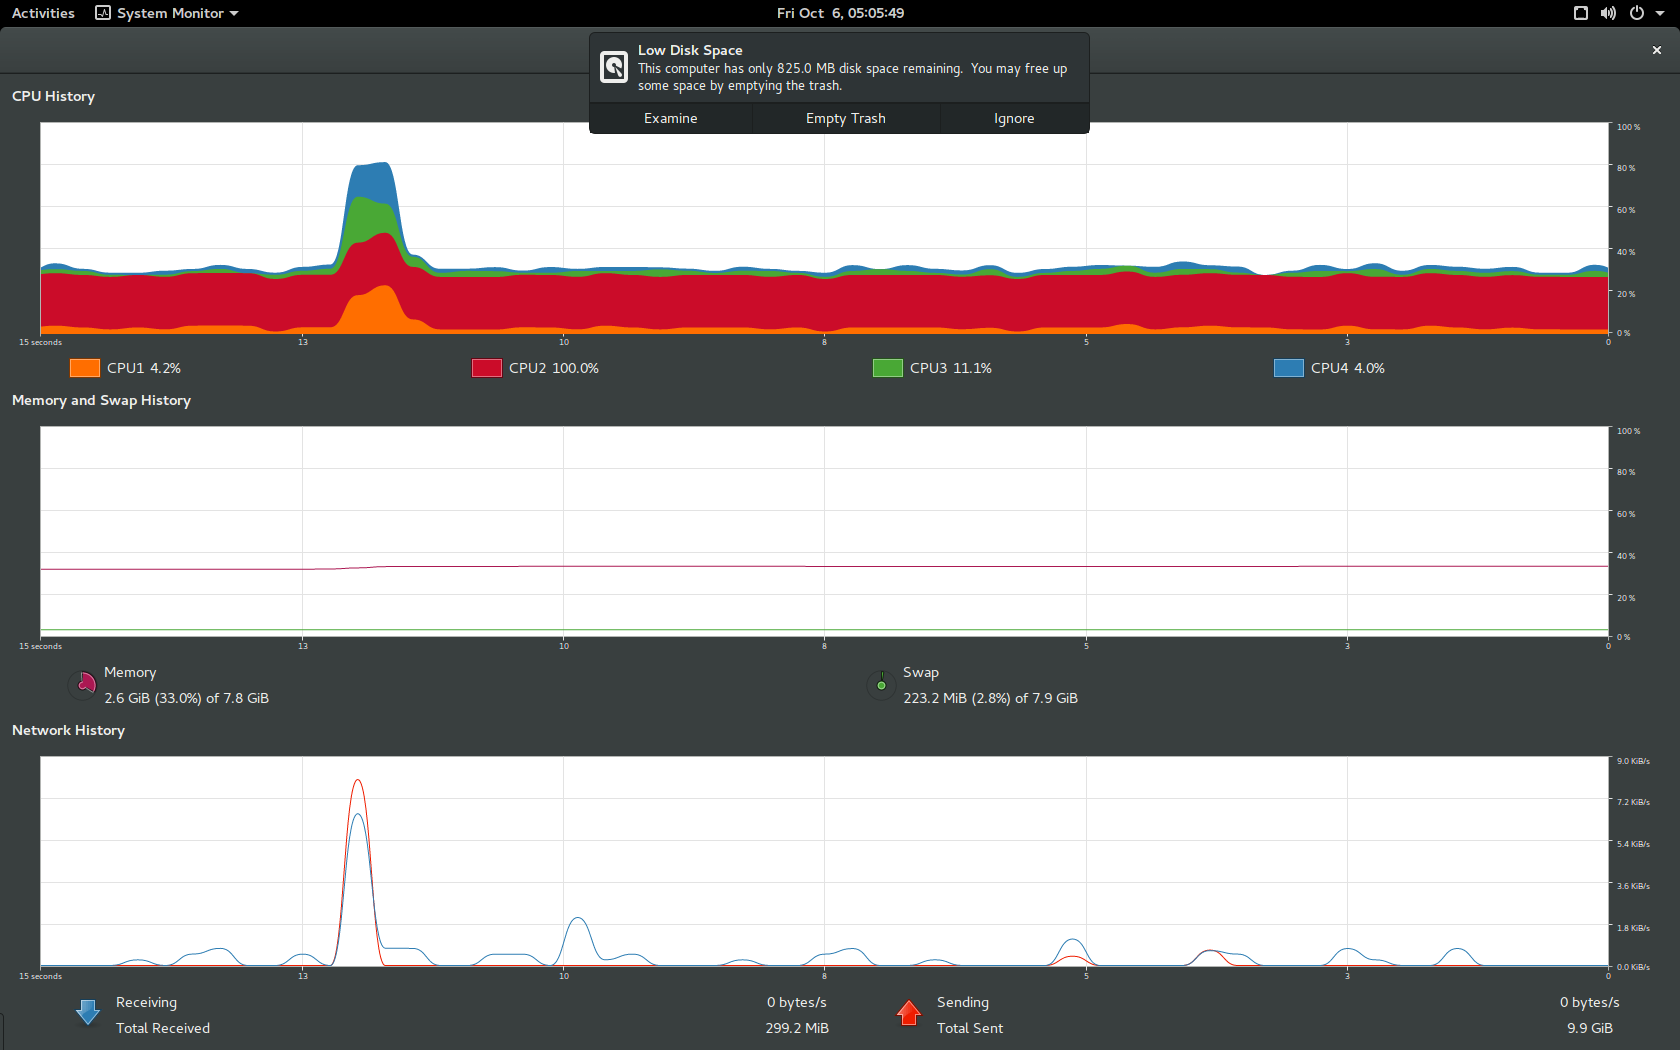 Activities System Monitor Fri Oct 6, 05:05:49
Low Disk Space
This computer has only 825.0 MB disk space remaining. You may free up
some space by emptying the trash.
Examine Empty Trash Ignore
CPU History
100 %
80 %
60 %
40 %
20 %
0 %
15 seconds 13 10 8 5 3 0
CPU1 4.2% CPU2 100.0% CPU3 11.1% CPU4 4.0%
Memory and Swap History
100 %
80 %
60 %
40 %
20 %
0 %
15 seconds 13 10 8 5 3 0
Memory Swap
2.6 GiB (33.0%) of 7.8 GiB 223.2 MiB (2.8%) of 7.9 GiB
Network History
9.0 KiB/s
7.2 KiB/s
5.4 KiB/s
3.6 KiB/s
1.8 KiB/s
0.0 KiB/s
15 seconds 13 10 8 5 3 0
Receiving 0 bytes/s Sending 0 bytes/s
Total Received 299.2 MiB Total Sent 9.9 GiB